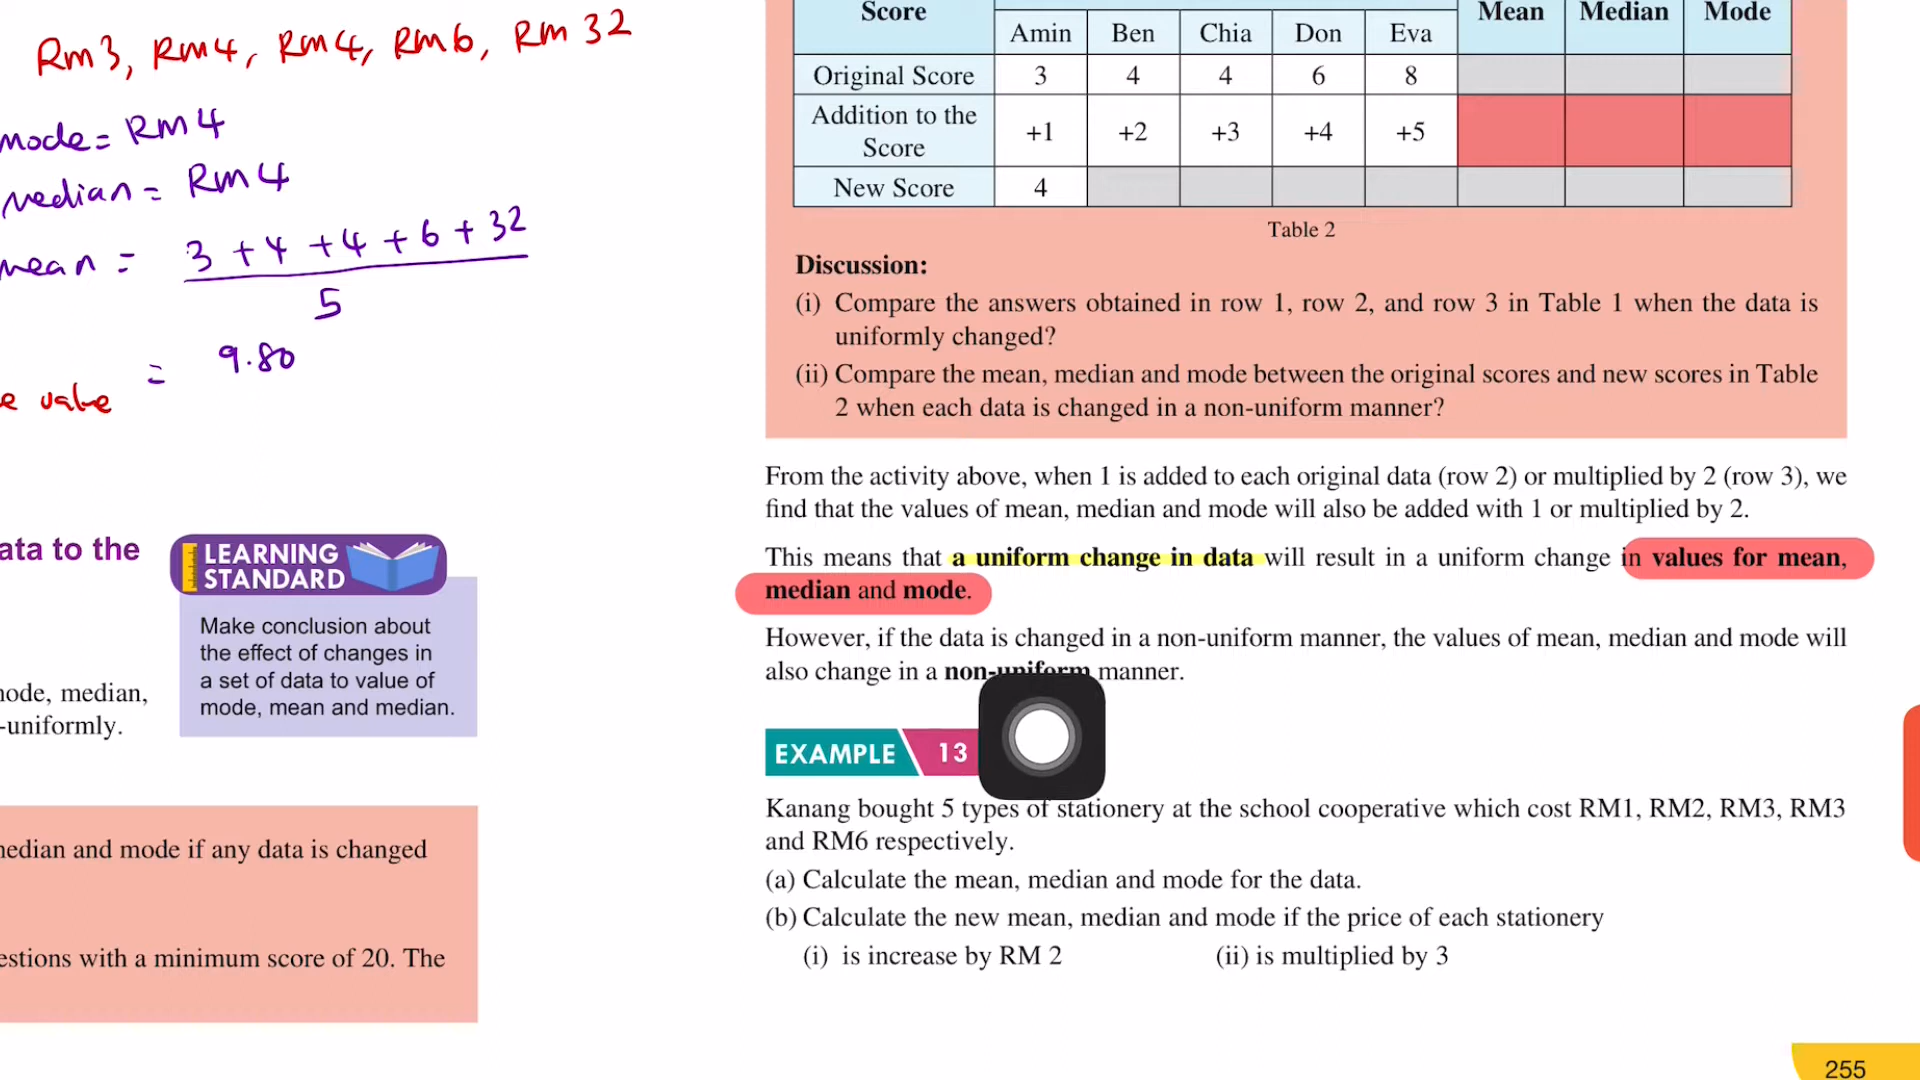 Rm3, Rm4, Rm4, Rm6, Rm 32
mode = Rm4
median = Rm4
mean = 3 + 4 + 4 + 6 + 32
5
= 9.80
e value
ata to the
LEARNING
STANDARD
Make conclusion about
the effect of changes in
a set of data to value of
mode, mean and median.
ode, median,
-uniformly.
edian and mode if any data is changed
estions with a minimum score of 20. The
Score Mean Median Mode
Amin Ben Chia Don Eva
Original Score 3 4 4 6 8
Addition to the
Score +1 +2 +3 +4 +5
New Score 4
Table 2
Discussion:
(i) Compare the answers obtained in row 1, row 2, and row 3 in Table 1 when the data is
uniformly changed?
(ii) Compare the mean, median and mode between the original scores and new scores in Table
2 when each data is changed in a non-uniform manner?
From the activity above, when 1 is added to each original data (row 2) or multiplied by 2 (row 3), we
find that the values of mean, median and mode will also be added with 1 or multiplied by 2.
This means that a uniform change in data will result in a uniform change in values for mean,
median and mode.
However, if the data is changed in a non-uniform manner, the values of mean, median and mode will
also change in a non-uniform manner.
EXAMPLE 13
Kanang bought 5 types of stationery at the school cooperative which cost RM1, RM2, RM3, RM3
and RM6 respectively.
(a) Calculate the mean, median and mode for the data.
(b) Calculate the new mean, median and mode if the price of each stationery
(i) is increase by RM 2 (ii) is multiplied by 3
255